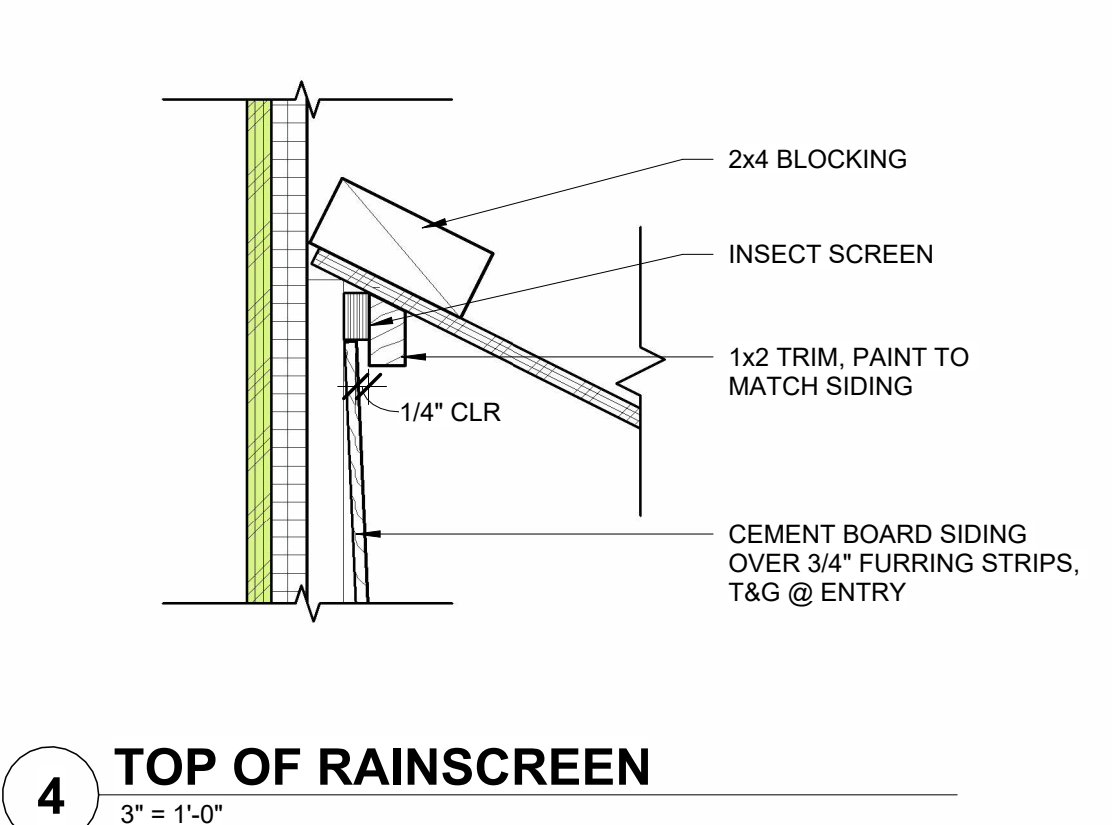 2x4 BLOCKING
INSECT SCREEN
1x2 TRIM, PAINT TO
MATCH SIDING
1/4" CLR
CEMENT BOARD SIDING
OVER 3/4" FURRING STRIPS,
T&G @ ENTRY
4
TOP OF RAINSCREEN
3" = 1'-0"